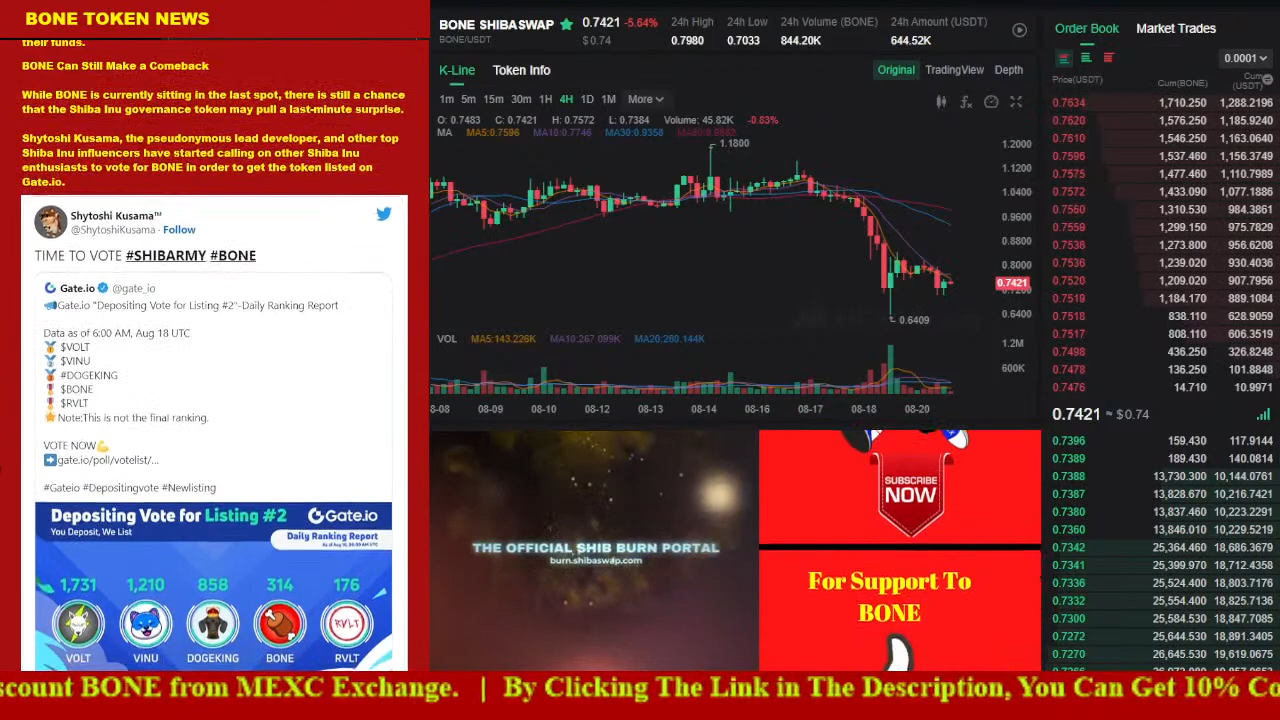 BONE TOKEN NEWS
their funds.
BONE Can Still Make a Comeback
While BONE is currently sitting in the last spot, there is still a chance
that the Shiba Inu governance token may pull a last-minute surprise.
Shytoshi Kusama, the pseudonymous lead developer, and other top
Shiba Inu influencers have started calling on other Shiba Inu
enthusiasts to vote for BONE in order to get the token listed on
Gate.io.
Shytoshi Kusama™
@ShytoshiKusama · Follow
TIME TO VOTE #SHIBARMY #BONE
Gate.io @gate_io
Gate.io "Depositing Vote for Listing #2"-Daily Ranking Report
Data as of 6:00 AM, Aug 18 UTC
$VOLT
$VINU
#DOGEKING
$BONE
$RVLT
Note:This is not the final ranking.
VOTE NOW
gate.io/poll/votelist/...
#Gateio #Depositingvote #Newlisting
Depositing Vote for Listing #2 Gate.io
You Deposit, We List
Daily Ranking Report
1,731 1,210 858 314 176
RVLT
VOLT VINU DOGEKING BONE RVLT
BONE SHIBASWAP 0.7421 -5.64% 24h High 24h Low 24h Volume (BONE) 24h Amount (USDT)
BONE/USDT $ 0.74 0.7980 0.7033 844.20K 644.52K
K-Line Token Info Original TradingView Depth
1m 5m 15m 30m 1H 4H 1D 1M More
O: 0.7483 C: 0.7421 H: 0.7572 L: 0.7384 Volume: 45.82K -0.83%
MA MA5:0.7596 MA10:0.7746 MA30:0.9358
1.1800
1.2000
1.1200
1.0400
0.9600
0.8800
0.8000
0.7421
0.6400
0.6409
VOL MA5:143.226K MA10:267.099K MA20:280.144K
1.2M
600K
8-08 08-09 08-10 08-12 08-13 08-14 08-16 08-17 08-18 08-20
THE OFFICIAL SHIB BURN PORTAL
burn.shibaswap.com
SUBSCRIBE
NOW
For Support To
BONE
Order Book Market Trades
0.0001
Price(USDT) Cum(BONE) Cum(USDT)
0.7634 1,710.250 1,288.2196
0.7620 1,576.250 1,185.9240
0.7610 1,546.250 1,163.0640
0.7596 1,537.460 1,156.3749
0.7575 1,477.460 1,110.7989
0.7572 1,433.090 1,077.1886
0.7560 1,310.530 984.3861
0.7559 1,299.150 975.7829
0.7538 1,273.800 956.6208
0.7536 1,239.020 930.4036
0.7520 1,209.020 907.7956
0.7519 1,184.170 889.1084
0.7518 838.110 628.9059
0.7517 808.110 606.3519
0.7498 436.250 326.8248
0.7478 136.250 101.8848
0.7476 14.710 10.9971
0.7421 ≈ $0.74
0.7396 159.430 117.9144
0.7389 189.430 140.0814
0.7388 13,730.300 10,144.0761
0.7387 13,828.670 10,216.7421
0.7380 13,837.460 10,223.2291
0.7360 13,846.010 10,229.5219
0.7342 25,364.460 18,686.3679
0.7341 25,399.970 18,712.4358
0.7336 25,524.400 18,803.7176
0.7332 25,554.400 18,825.7136
0.7300 25,584.530 18,847.7085
0.7272 25,644.530 18,891.3405
0.7270 26,645.530 19,619.0675
scount BONE from MEXC Exchange. | By Clicking The Link in The Description, You Can Get 10% Co